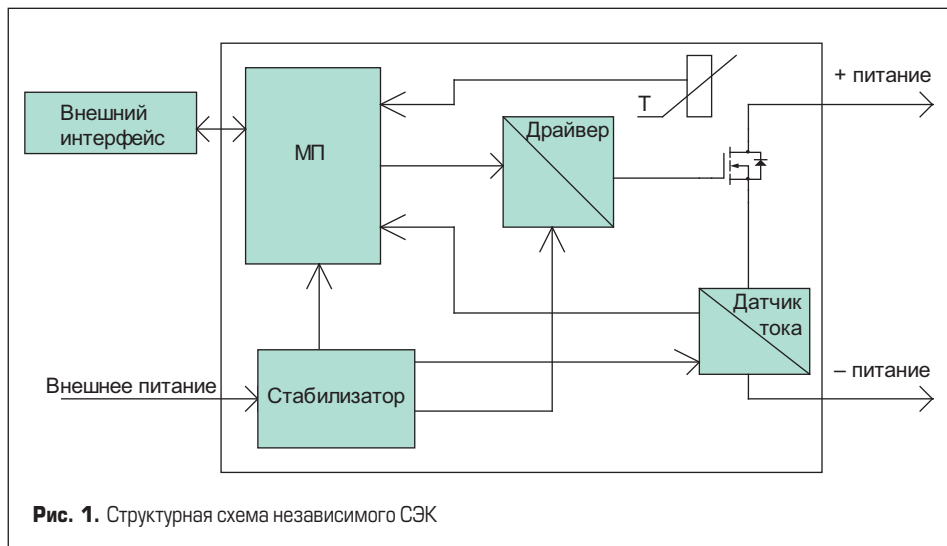 + питание
T
Внешний
интерфейс
МП
Драйвер
Датчик
тока
Внешнее питание
Стабилизатор
– питание
Рис. 1. Структурная схема независимого СЭК